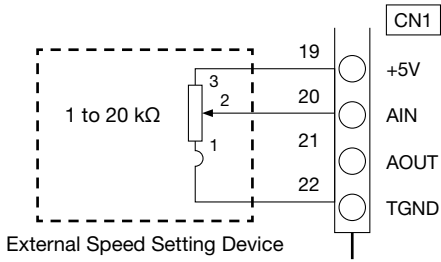 CN1
19
+5V
3
2
20
AIN
1 to 20 kΩ
21
1
AOUT
22
TGND
External Speed Setting Device